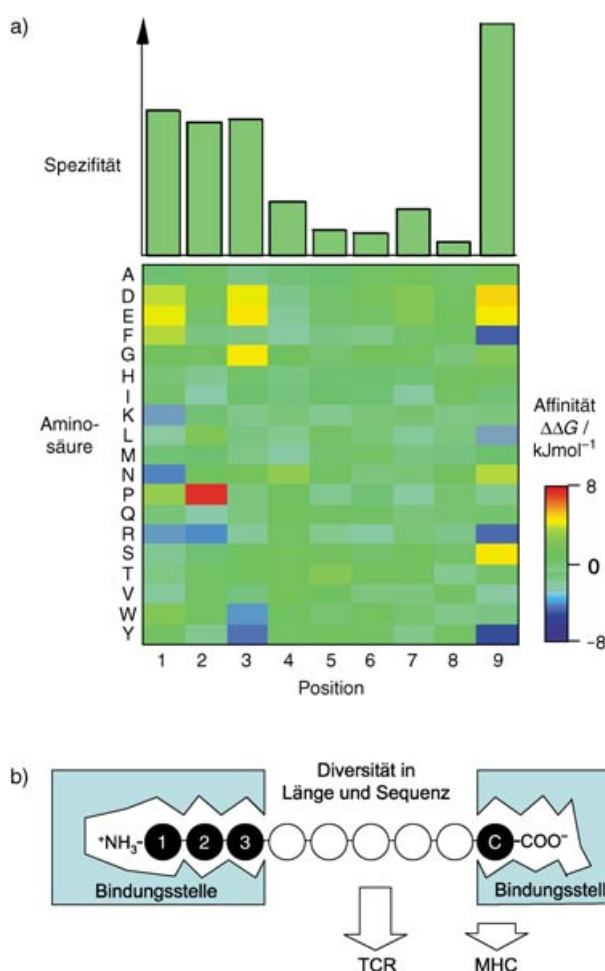 a)
Spezifität
A
D
E
F
G
H
I
K
L
M
N
P
Q
R
S
T
V
W
Y
Amino-
säure
Affinität
ΔΔG /
kJmol⁻¹
8
0
-8
1 2 3 4 5 6 7 8 9
Position
b)
Diversität in
Länge und Sequenz
⁺NH₃- 1 2 3 C -COO⁻
Bindungsstelle
Bindungsstell
TCR
MHC